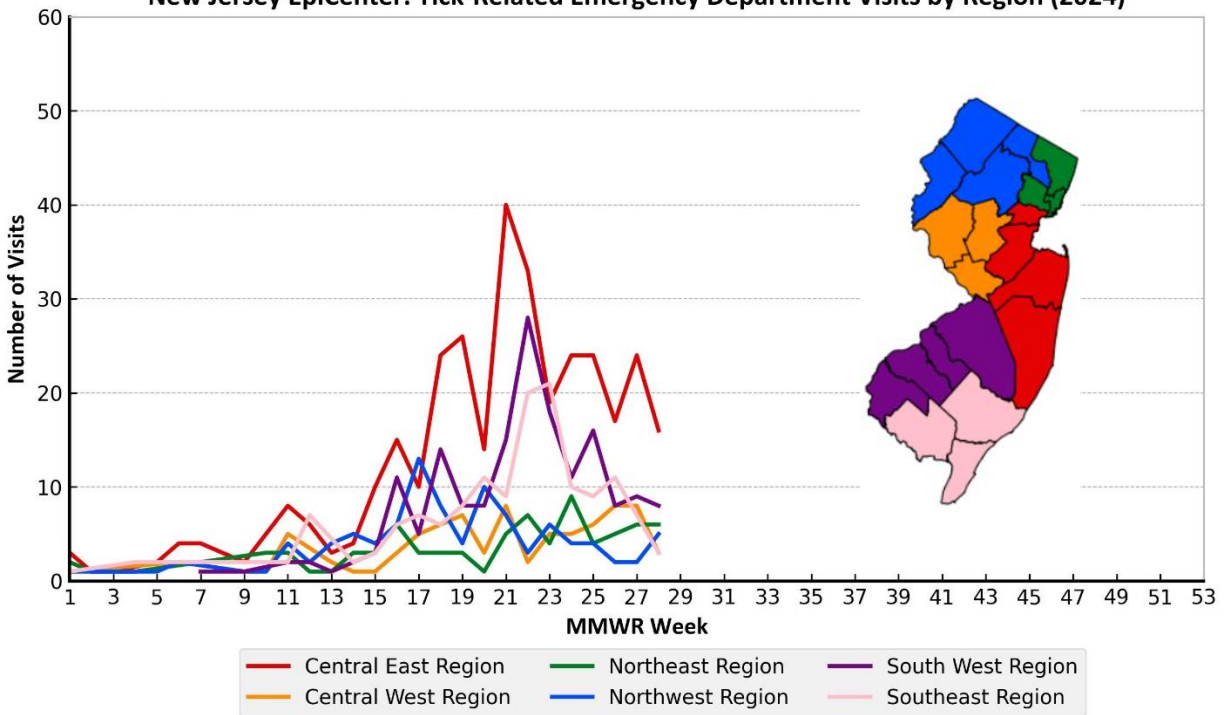 New Jersey EpiCenter: Tick-Related Emergency Department Visits by Region (2024)
60
50
40
30
20
10
0
Number of Visits
1 3 5 7 9 11 13 15 17 19 21 23 25 27 29 31 33 35 37 39 41 43 45 47 49 51 53
MMWR Week
Central East Region Northeast Region South West Region
Central West Region Northwest Region Southeast Region